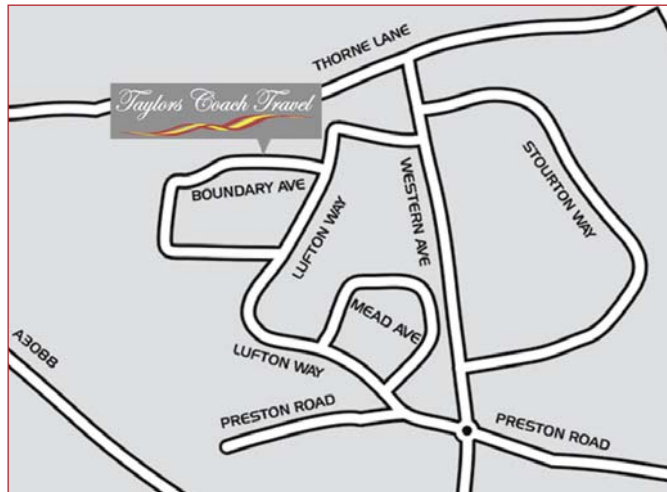 THORNE LANE
Taylors Coach Travel
BOUNDARY AVE
LUFTON WAY
WESTERN AVE
STOURTON WAY
MEAD AVE
A3088
LUFTON WAY
PRESTON ROAD
PRESTON ROAD